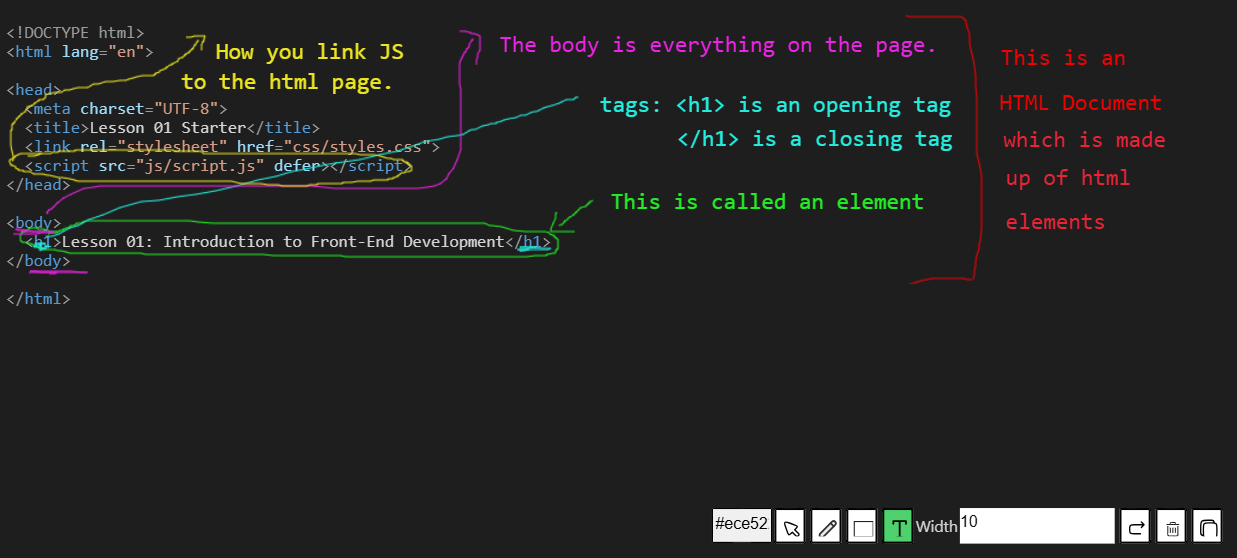 <!DOCTYPE html>
<html lang="en">
<head>
<meta charset="UTF-8">
<title>Lesson 01 Starter</title>
<link rel="stylesheet" href="css/styles.css">
<script src="js/script.js" defer></script>
</head>
<body>
<h1>Lesson 01: Introduction to Front-End Development</h1>
</body>
</html>
How you link JS
to the html page.
The body is everything on the page.
tags: <h1> is an opening tag
</h1> is a closing tag
This is called an element
This is an
HTML Document
which is made
up of html
elements
#ece52
T
Width
10